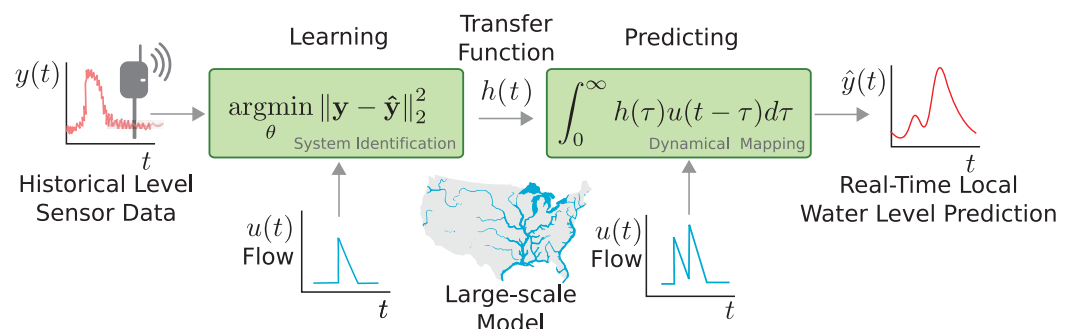 Learning
Transfer
Function
Predicting
y(t)
t
Historical Level
Sensor Data
argmin ‖y − ŷ‖₂²
θ
System Identification
h(t)
∫₀^∞ h(τ)u(t − τ)dτ
Dynamical Mapping
ŷ(t)
t
Real-Time Local
Water Level Prediction
u(t)
Flow
t
Large-scale
Model
u(t)
Flow
t